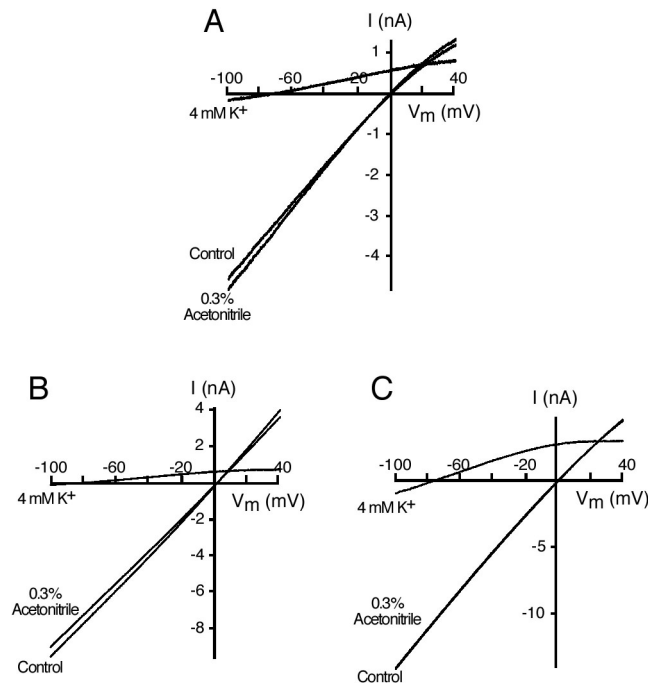 A
I (nA)
1
-100
-60
20
40
4 mM K+
Vm (mV)
-1
-2
-3
-4
Control
0.3%
Acetonitrile
B
I (nA)
4
2
-100
-60
-20
40
4 mM K+
Vm (mV)
-2
-4
-6
-8
0.3%
Acetonitrile
Control
C
I (nA)
-100
-60
-20
40
4 mM K+
Vm (mV)
-5
-10
0.3%
Acetonitrile
Control